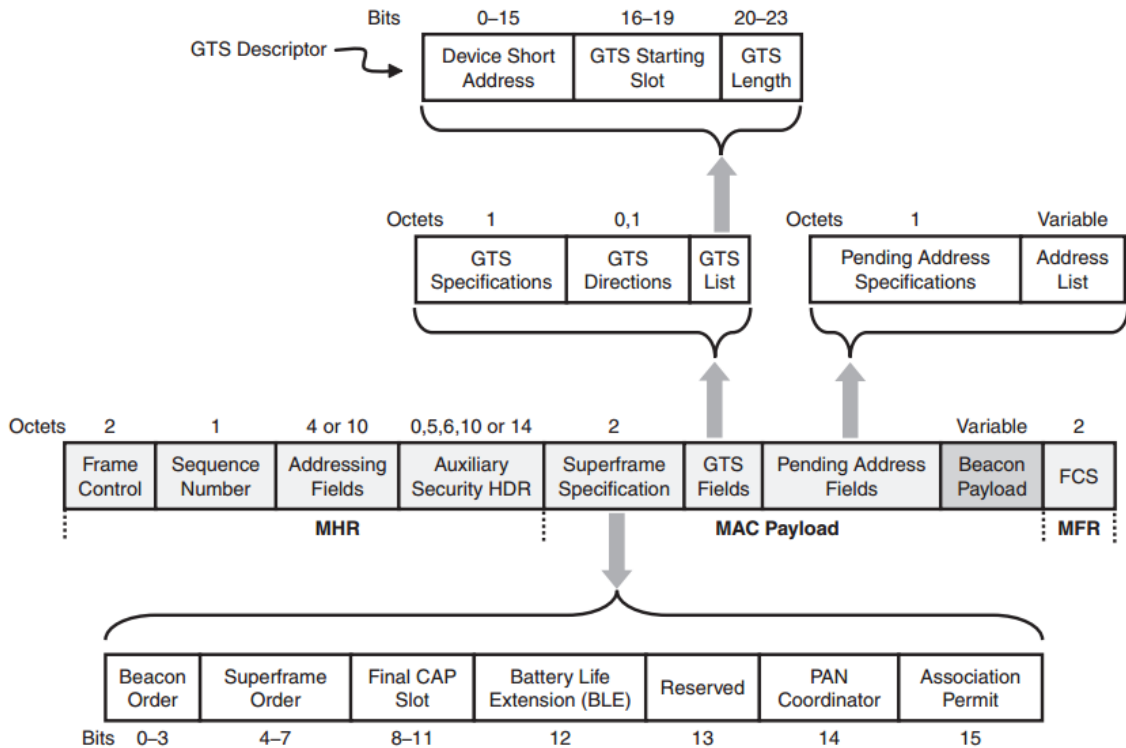 Bits 0–15 16–19 20–23
GTS Descriptor
Device Short Address GTS Starting Slot GTS Length
Octets 1 0,1
GTS Specifications GTS Directions GTS List
Octets 1 Variable
Pending Address Specifications Address List
Octets 2 1 4 or 10 0,5,6,10 or 14 2 Variable 2
Frame Control Sequence Number Addressing Fields Auxiliary Security HDR Superframe Specification GTS Fields Pending Address Fields Beacon Payload FCS
MHR MAC Payload MFR
Beacon Order Superframe Order Final CAP Slot Battery Life Extension (BLE) Reserved PAN Coordinator Association Permit
Bits 0–3 4–7 8–11 12 13 14 15